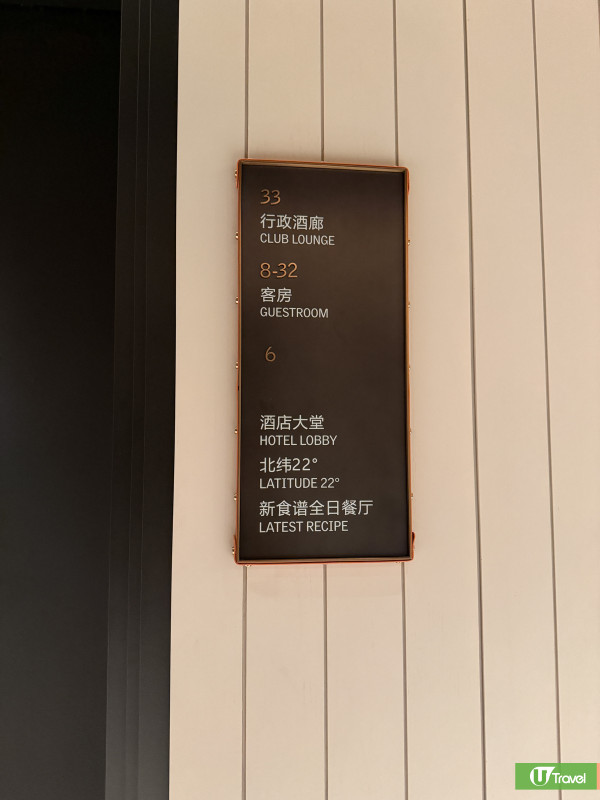 33
行政酒廊
CLUB LOUNGE
8-32
客房
GUESTROOM
6
酒店大堂
HOTEL LOBBY
北纬22°
LATITUDE 22°
新食谱全日餐厅
LATEST RECIPE
U Travel